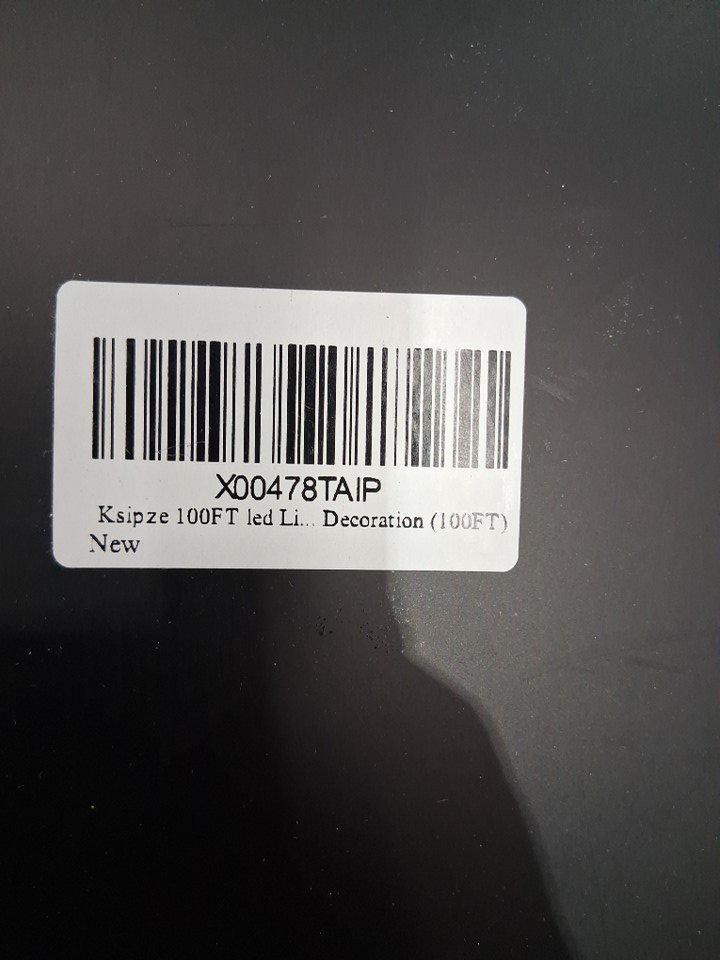 X00478TAIP
Ksipze 100FT led Li... Decoration (100FT)
New